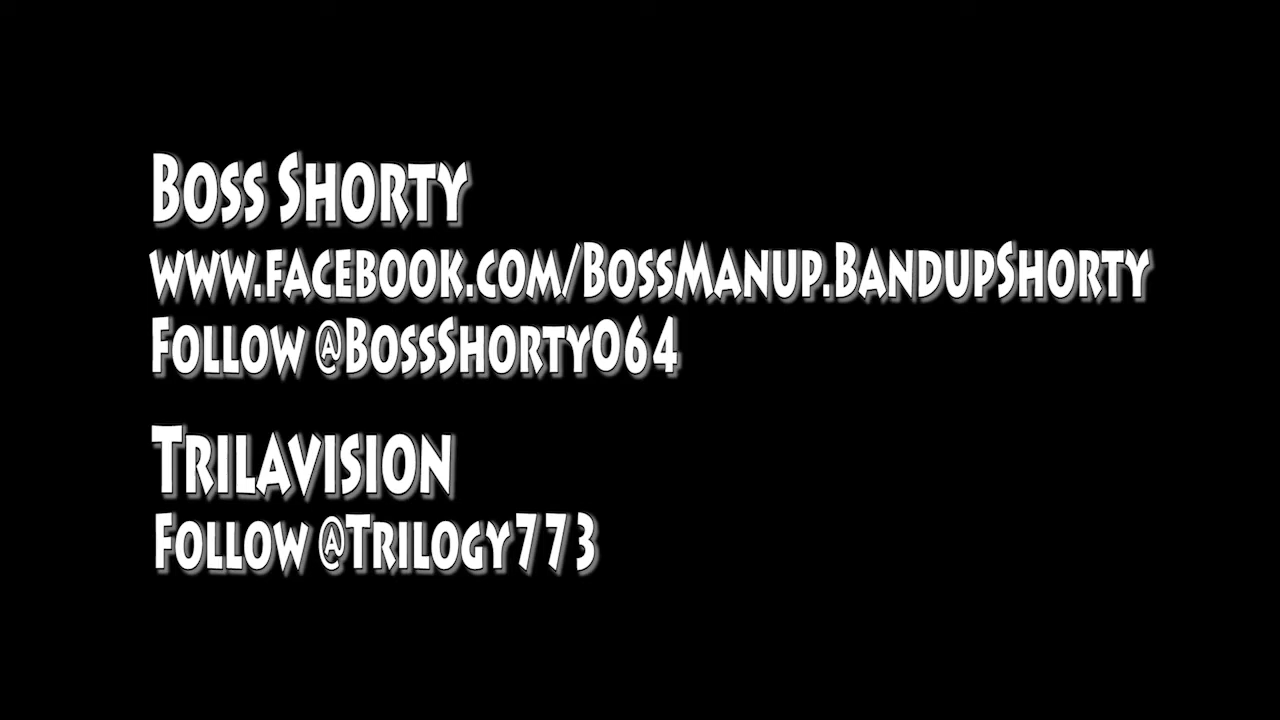 Boss Shorty
www.facebook.com/BossManup.BandupShorty
Follow @BossShorty064
Trilavision
Follow @Trilogy773